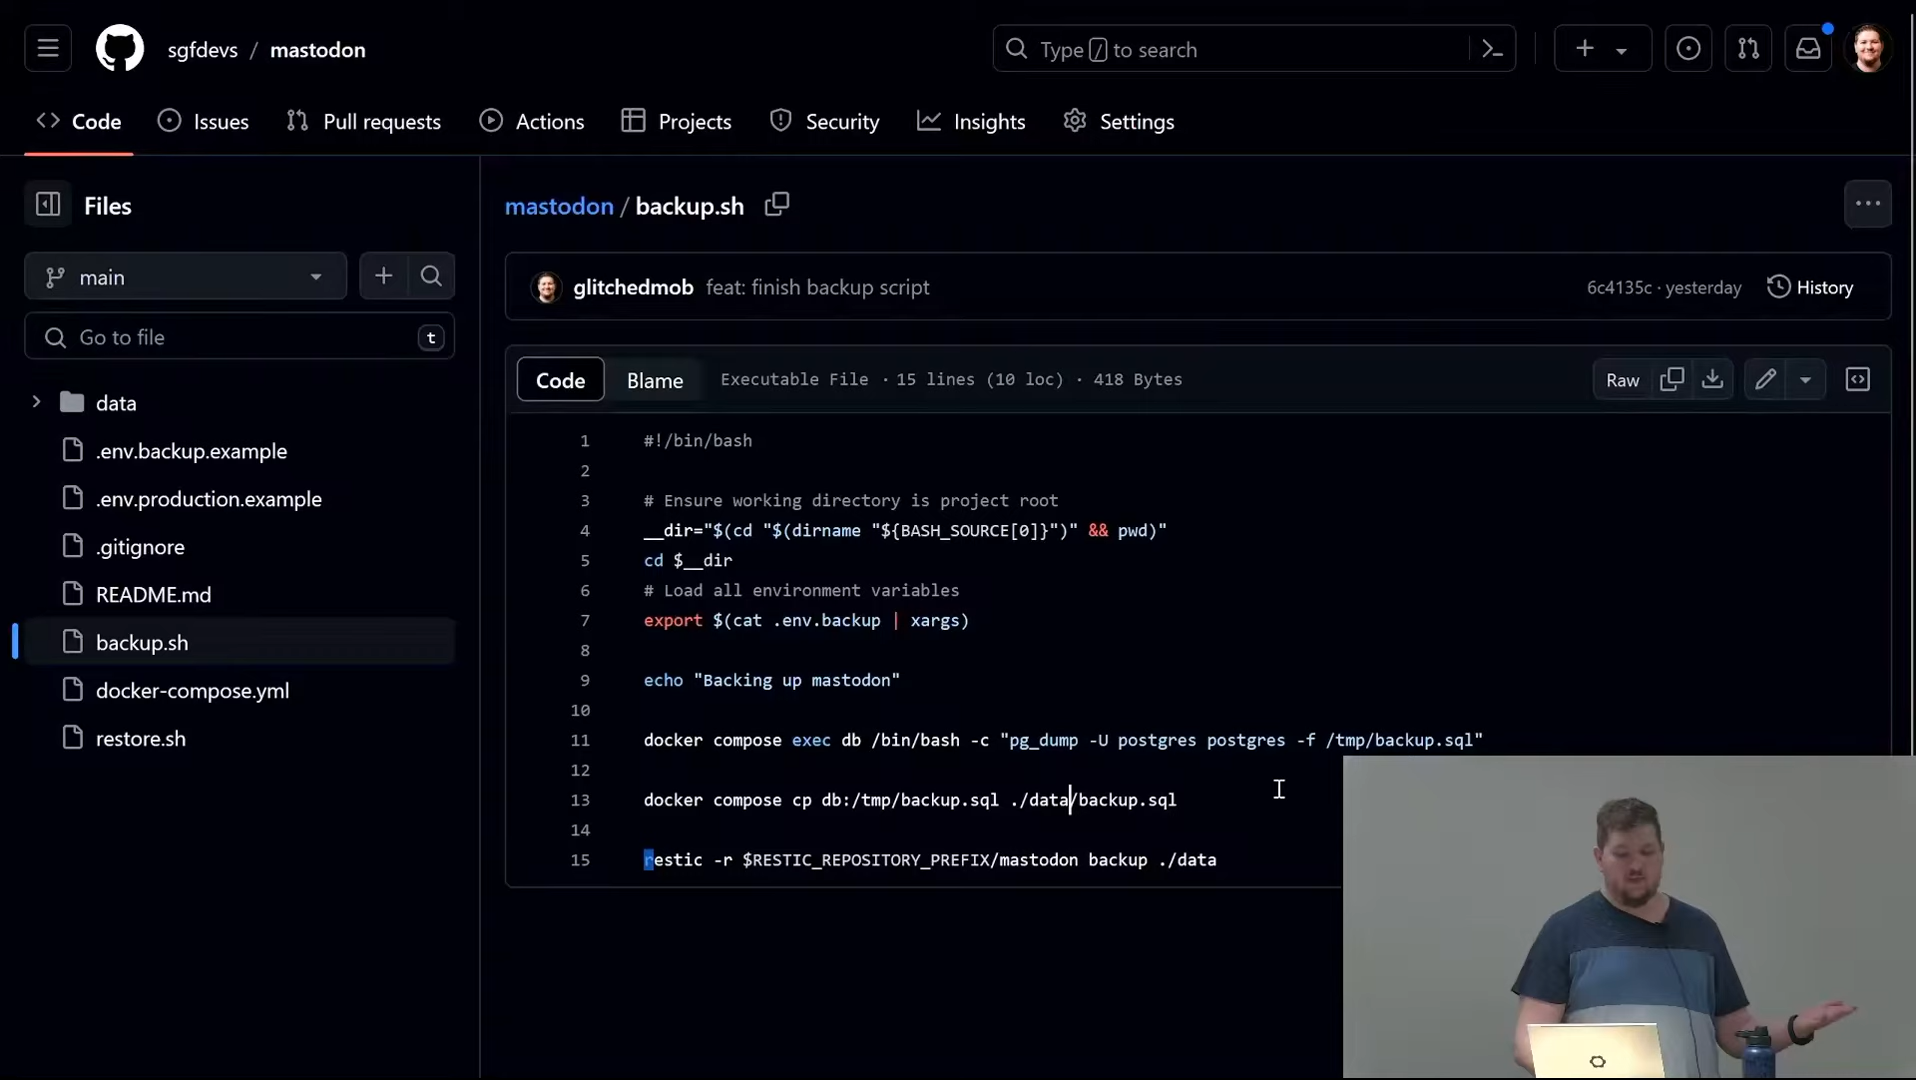 sgfdevs / mastodon
Type / to search
Code
Issues
Pull requests
Actions
Projects
Security
Insights
Settings
Files
main
Go to file
t
data
.env.backup.example
.env.production.example
.gitignore
README.md
backup.sh
docker-compose.yml
restore.sh
mastodon / backup.sh
glitchedmob feat: finish backup script
6c4135c · yesterday
History
Code
Blame
Executable File · 15 lines (10 loc) · 418 Bytes
Raw
1 #!/bin/bash
2
3 # Ensure working directory is project root
4 __dir="$(cd "$(dirname "${BASH_SOURCE[0]}")" && pwd)"
5 cd $__dir
6 # Load all environment variables
7 export $(cat .env.backup | xargs)
8
9 echo "Backing up mastodon"
10
11 docker compose exec db /bin/bash -c "pg_dump -U postgres postgres -f /tmp/backup.sql"
12
13 docker compose cp db:/tmp/backup.sql ./data/backup.sql
14
15 restic -r $RESTIC_REPOSITORY_PREFIX/mastodon backup ./data